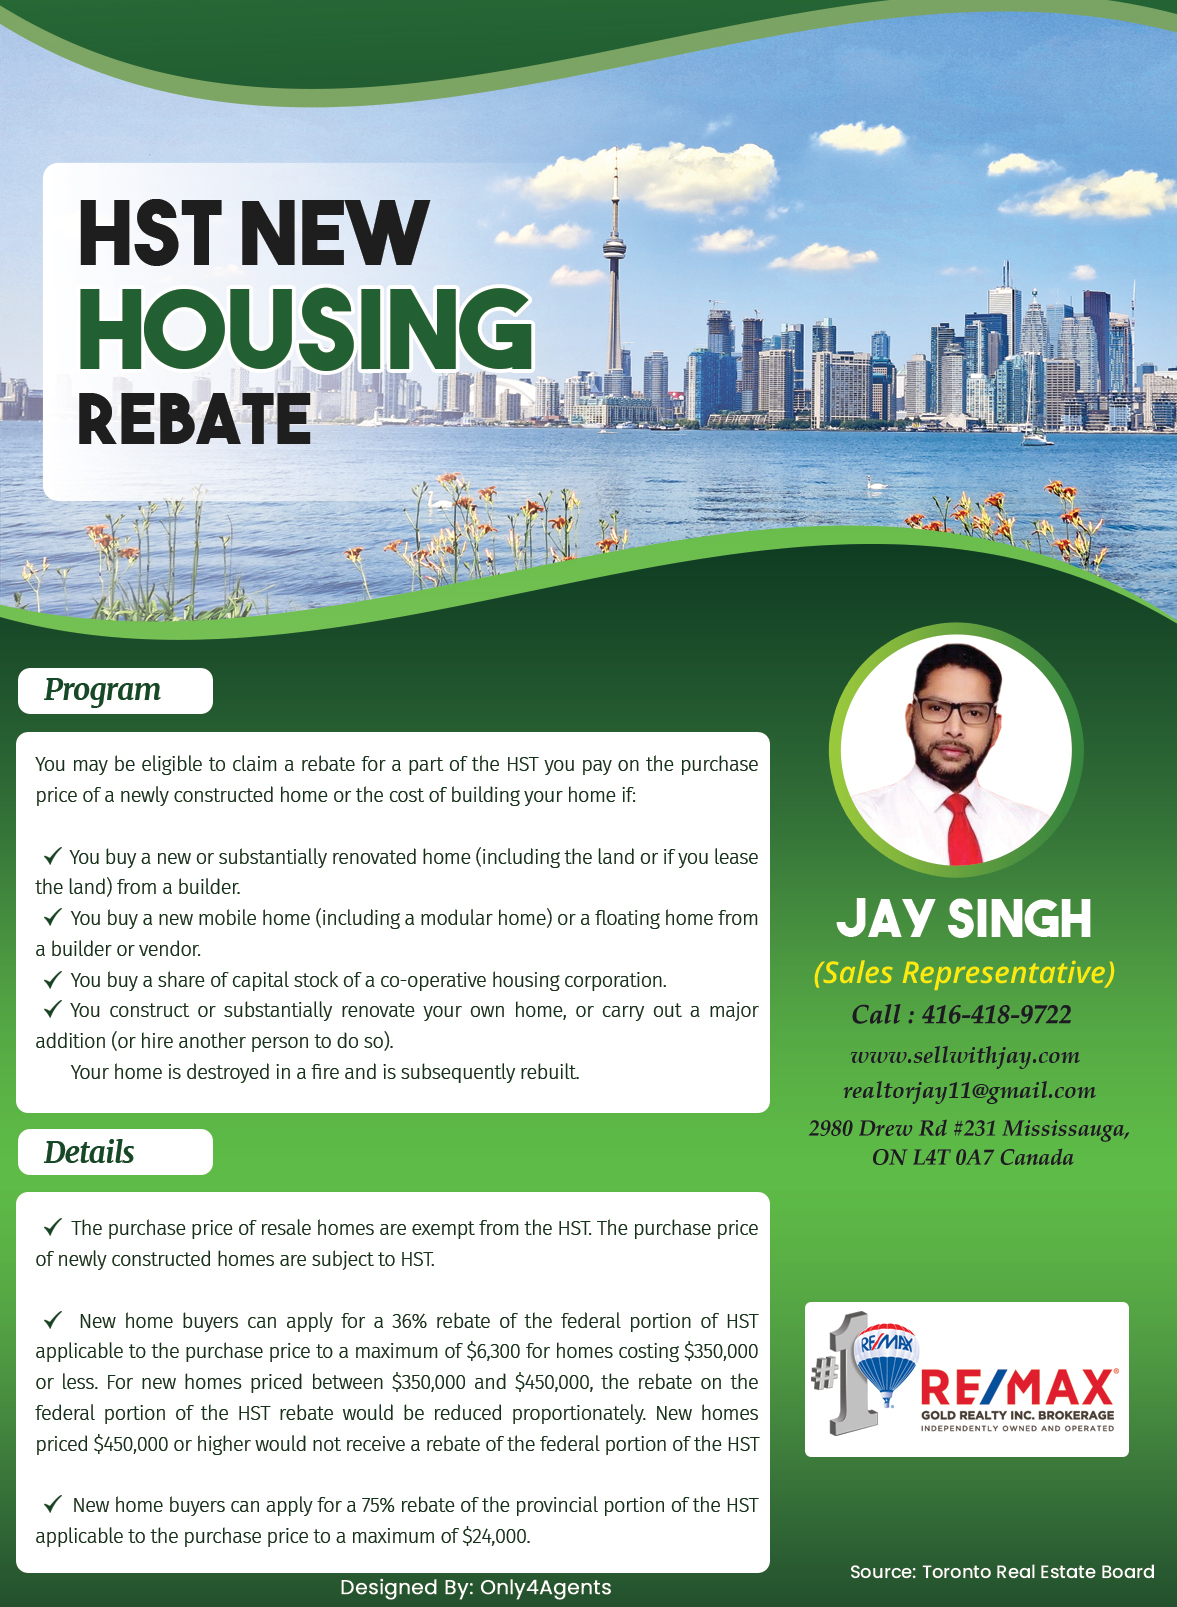 HST NEW
HOUSING
REBATE
Program
You may be eligible to claim a rebate for a part of the HST you pay on the purchase
price of a newly constructed home or the cost of building your home if:
✓ You buy a new or substantially renovated home (including the land or if you lease
the land) from a builder.
✓ You buy a new mobile home (including a modular home) or a floating home from
a builder or vendor.
✓ You buy a share of capital stock of a co-operative housing corporation.
✓ You construct or substantially renovate your own home, or carry out a major
addition (or hire another person to do so).
Your home is destroyed in a fire and is subsequently rebuilt.
Details
✓ The purchase price of resale homes are exempt from the HST. The purchase price
of newly constructed homes are subject to HST.
✓ New home buyers can apply for a 36% rebate of the federal portion of HST
applicable to the purchase price to a maximum of $6,300 for homes costing $350,000
or less. For new homes priced between $350,000 and $450,000, the rebate on the
federal portion of the HST rebate would be reduced proportionately. New homes
priced $450,000 or higher would not receive a rebate of the federal portion of the HST
✓ New home buyers can apply for a 75% rebate of the provincial portion of the HST
applicable to the purchase price to a maximum of $24,000.
JAY SINGH
(Sales Representative)
Call : 416-418-9722
www.sellwithjay.com
realtorjay11@gmail.com
2980 Drew Rd #231 Mississauga,
ON L4T 0A7 Canada
#1
RE/MAX
RE/MAX®
GOLD REALTY INC. BROKERAGE
INDEPENDENTLY OWNED AND OPERATED
Source: Toronto Real Estate Board
Designed By: Only4Agents